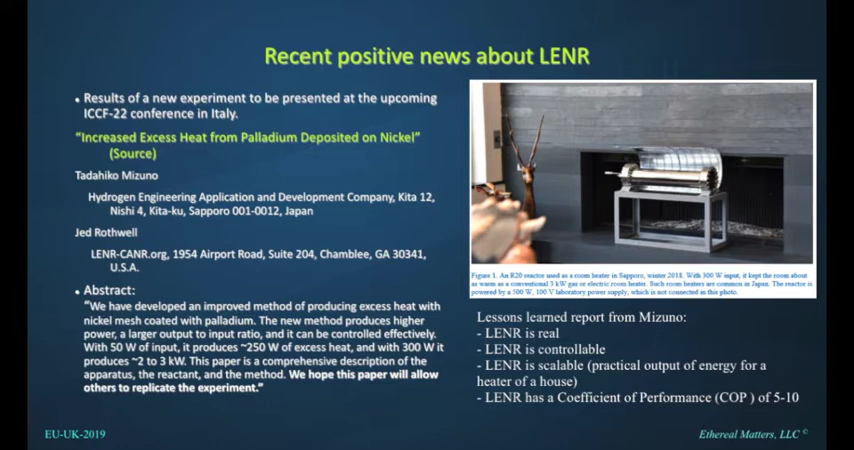 Recent positive news about LENR
• Results of a new experiment to be presented at the upcoming
ICCF-22 conference in Italy.
“Increased Excess Heat from Palladium Deposited on Nickel”
(Source)
Tadahiko Mizuno
Hydrogen Engineering Application and Development Company, Kita 12,
Nishi 4, Kita-ku, Sapporo 001-0012, Japan
Jed Rothwell
LENR-CANR.org, 1954 Airport Road, Suite 204, Chamblee, GA 30341,
U.S.A.
• Abstract:
“We have developed an improved method of producing excess heat with
nickel mesh coated with palladium. The new method produces higher
power, a larger output to input ratio, and it can be controlled effectively.
With 50 W of input, it produces ~250 W of excess heat, and with 300 W it
produces ~2 to 3 kW. This paper is a comprehensive description of the
apparatus, the reactant, and the method. We hope this paper will allow
others to replicate the experiment.”
Figure 1. An R20 reactor used as a room heater in Sapporo, winter 2018. With 300 W input, it kept the room about
as warm as a conventional 3 kW gas or electric room heater. Such room heaters are common in Japan. The reactor is
powered by a 500 W, 100 V laboratory power supply, which is not connected in this photo.
Lessons learned report from Mizuno:
- LENR is real
- LENR is controllable
- LENR is scalable (practical output of energy for a
heater of a house)
- LENR has a Coefficient of Performance (COP ) of 5-10
EU-UK-2019
Ethereal Matters, LLC ©